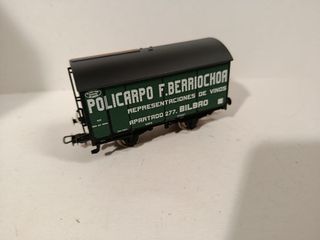 POLICARPO F. BERRIOCHOA
REPRESENTACIONES DE VINOS
APARTADO 277. BILBAO